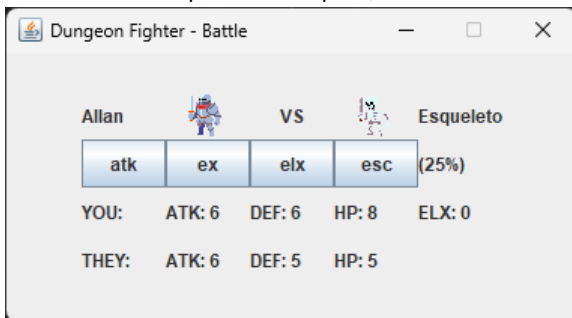 Dungeon Fighter - Battle
Allan VS Esqueleto
atk ex elx esc (25%)
YOU: ATK: 6 DEF: 6 HP: 8 ELX: 0
THEY: ATK: 6 DEF: 5 HP: 5